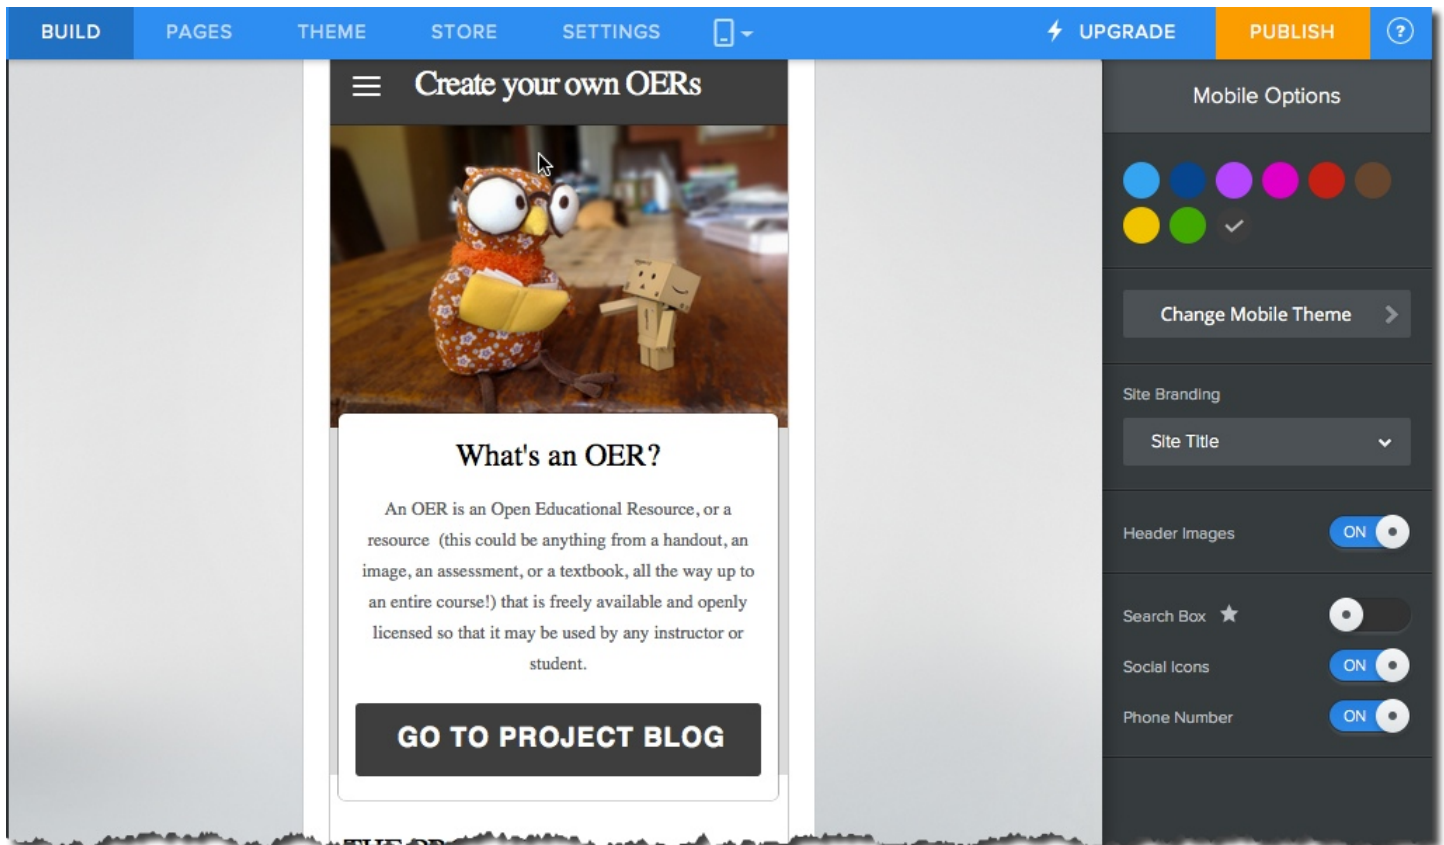 BUILD PAGES THEME STORE SETTINGS UPGRADE PUBLISH ?
Create your own OERs
What's an OER?
An OER is an Open Educational Resource, or a
resource (this could be anything from a handout, an
image, an assessment, or a textbook, all the way up to
an entire course!) that is freely available and openly
licensed so that it may be used by any instructor or
student.
GO TO PROJECT BLOG
Mobile Options
Change Mobile Theme
Site Branding
Site Title
Header Images ON
Search Box
Social Icons ON
Phone Number ON